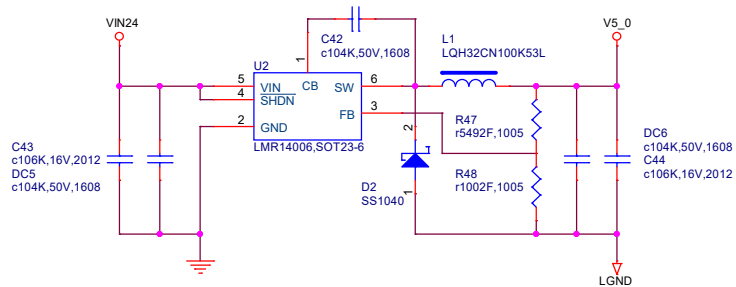 VIN24
V5_0
C42
c104K,50V,1608
L1
LQH32CN100K53L
U2
1
CB
5
VIN
SW
6
4
SHDN
FB
3
2
GND
LMR14006,SOT23-6
R47
r5492F,1005
C43
c106K,16V,2012
DC5
c104K,50V,1608
2
1
D2
SS1040
R48
r1002F,1005
DC6
c104K,50V,1608
C44
c106K,16V,2012
LGND